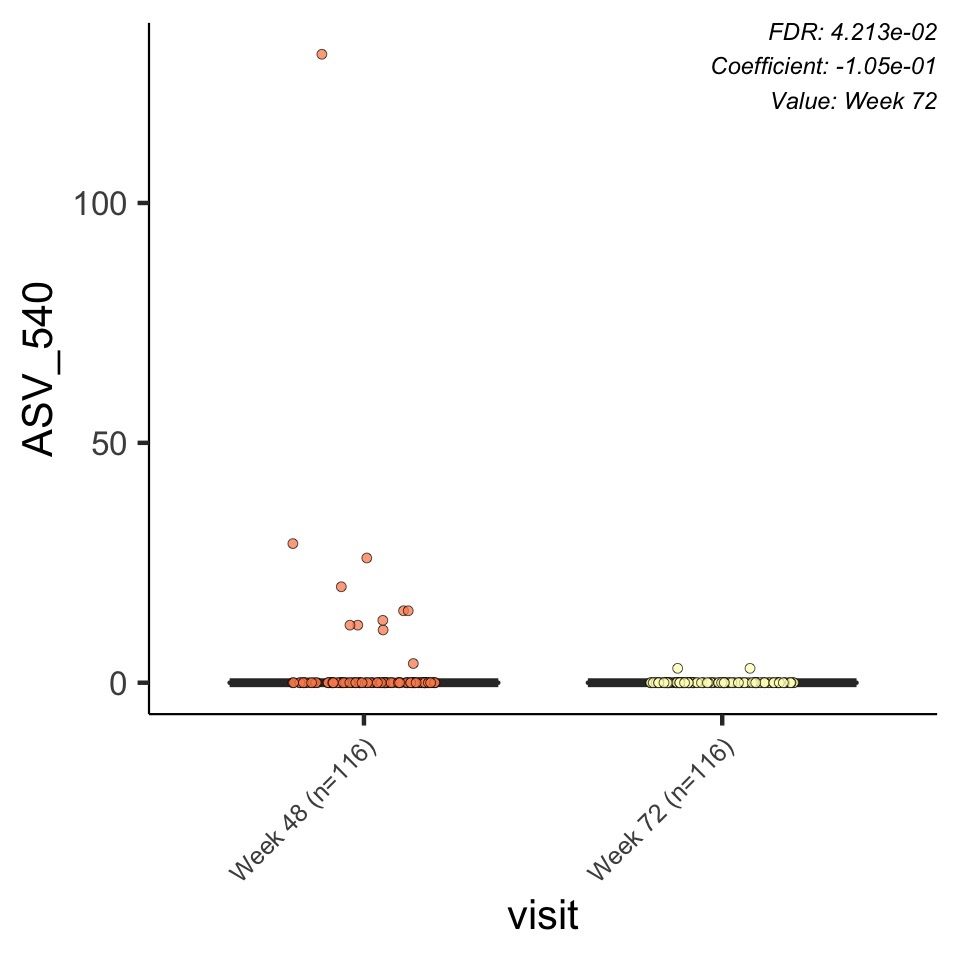 FDR: 4.213e-02
Coefficient: -1.05e-01
Value: Week 72
100
50
0
ASV_540
Week 48 (n=116)
Week 72 (n=116)
visit